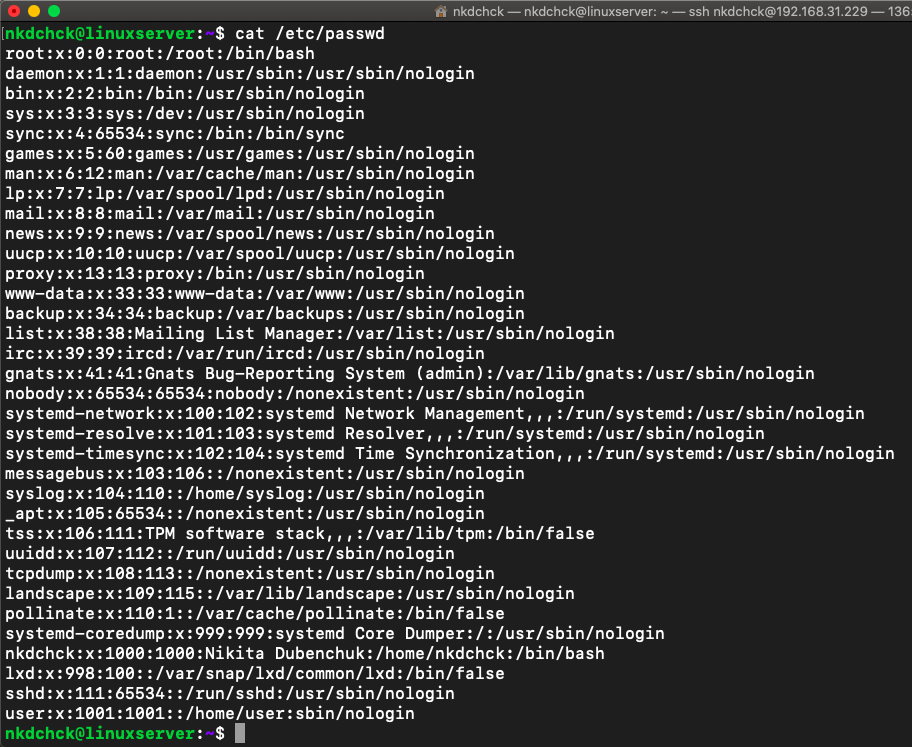 nkdchck — nkdchck@linuxserver: ~ — ssh nkdchck@192.168.31.229 — 136
nkdchck@linuxserver:~$ cat /etc/passwd
root:x:0:0:root:/root:/bin/bash
daemon:x:1:1:daemon:/usr/sbin:/usr/sbin/nologin
bin:x:2:2:bin:/bin:/usr/sbin/nologin
sys:x:3:3:sys:/dev:/usr/sbin/nologin
sync:x:4:65534:sync:/bin:/bin/sync
games:x:5:60:games:/usr/games:/usr/sbin/nologin
man:x:6:12:man:/var/cache/man:/usr/sbin/nologin
lp:x:7:7:lp:/var/spool/lpd:/usr/sbin/nologin
mail:x:8:8:mail:/var/mail:/usr/sbin/nologin
news:x:9:9:news:/var/spool/news:/usr/sbin/nologin
uucp:x:10:10:uucp:/var/spool/uucp:/usr/sbin/nologin
proxy:x:13:13:proxy:/bin:/usr/sbin/nologin
www-data:x:33:33:www-data:/var/www:/usr/sbin/nologin
backup:x:34:34:backup:/var/backups:/usr/sbin/nologin
list:x:38:38:Mailing List Manager:/var/list:/usr/sbin/nologin
irc:x:39:39:ircd:/var/run/ircd:/usr/sbin/nologin
gnats:x:41:41:Gnats Bug-Reporting System (admin):/var/lib/gnats:/usr/sbin/nologin
nobody:x:65534:65534:nobody:/nonexistent:/usr/sbin/nologin
systemd-network:x:100:102:systemd Network Management,,,:/run/systemd:/usr/sbin/nologin
systemd-resolve:x:101:103:systemd Resolver,,,:/run/systemd:/usr/sbin/nologin
systemd-timesync:x:102:104:systemd Time Synchronization,,,:/run/systemd:/usr/sbin/nologin
messagebus:x:103:106::/nonexistent:/usr/sbin/nologin
syslog:x:104:110::/home/syslog:/usr/sbin/nologin
_apt:x:105:65534::/nonexistent:/usr/sbin/nologin
tss:x:106:111:TPM software stack,,,:/var/lib/tpm:/bin/false
uuidd:x:107:112::/run/uuidd:/usr/sbin/nologin
tcpdump:x:108:113::/nonexistent:/usr/sbin/nologin
landscape:x:109:115::/var/lib/landscape:/usr/sbin/nologin
pollinate:x:110:1::/var/cache/pollinate:/bin/false
systemd-coredump:x:999:999:systemd Core Dumper:/:/usr/sbin/nologin
nkdchck:x:1000:1000:Nikita Dubenchuk:/home/nkdchck:/bin/bash
lxd:x:998:100::/var/snap/lxd/common/lxd:/bin/false
sshd:x:111:65534::/run/sshd:/usr/sbin/nologin
user:x:1001:1001::/home/user:sbin/nologin
nkdchck@linuxserver:~$